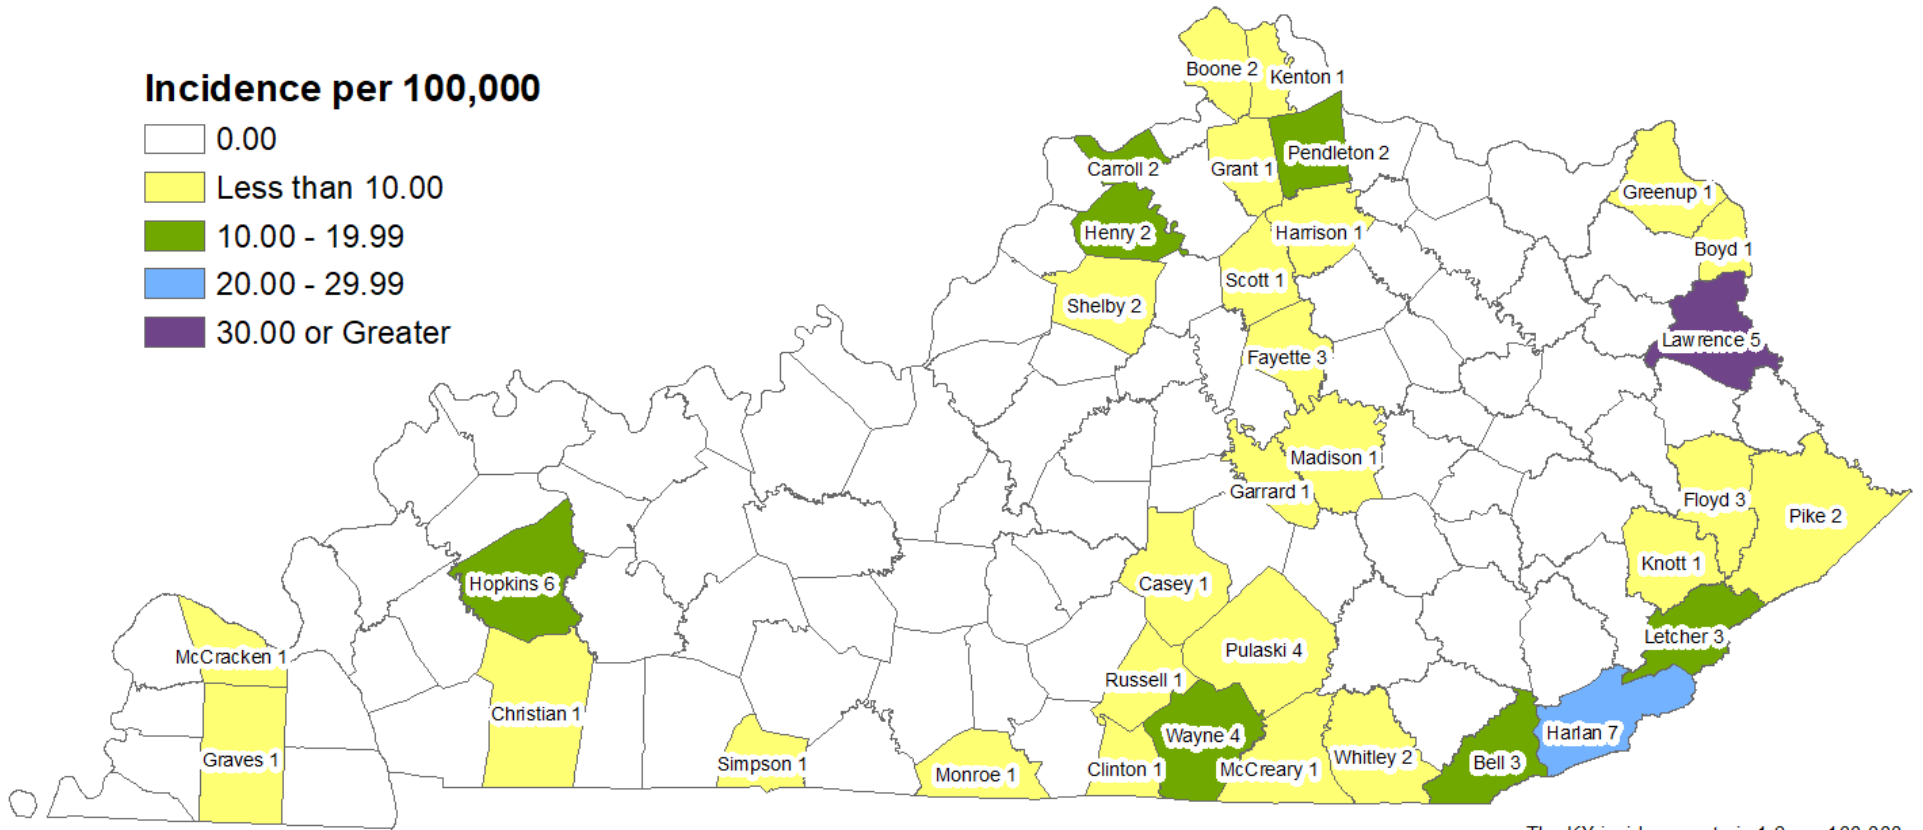 Incidence per 100,000
0.00
Less than 10.00
10.00 - 19.99
20.00 - 29.99
30.00 or Greater
Boone 2
Kenton 1
Carroll 2
Grant 1
Pendleton 2
Greenup 1
Henry 2
Harrison 1
Boyd 1
Shelby 2
Scott 1
Lawrence 5
Fayette 3
Madison 1
Garrard 1
Floyd 3
Pike 2
Hopkins 6
Casey 1
Knott 1
McCracken 1
Pulaski 4
Letcher 3
Russell 1
Christian 1
Wayne 4
Harlan 7
Graves 1
Simpson 1
Monroe 1
Clinton 1
McCreary 1
Whitley 2
Bell 3